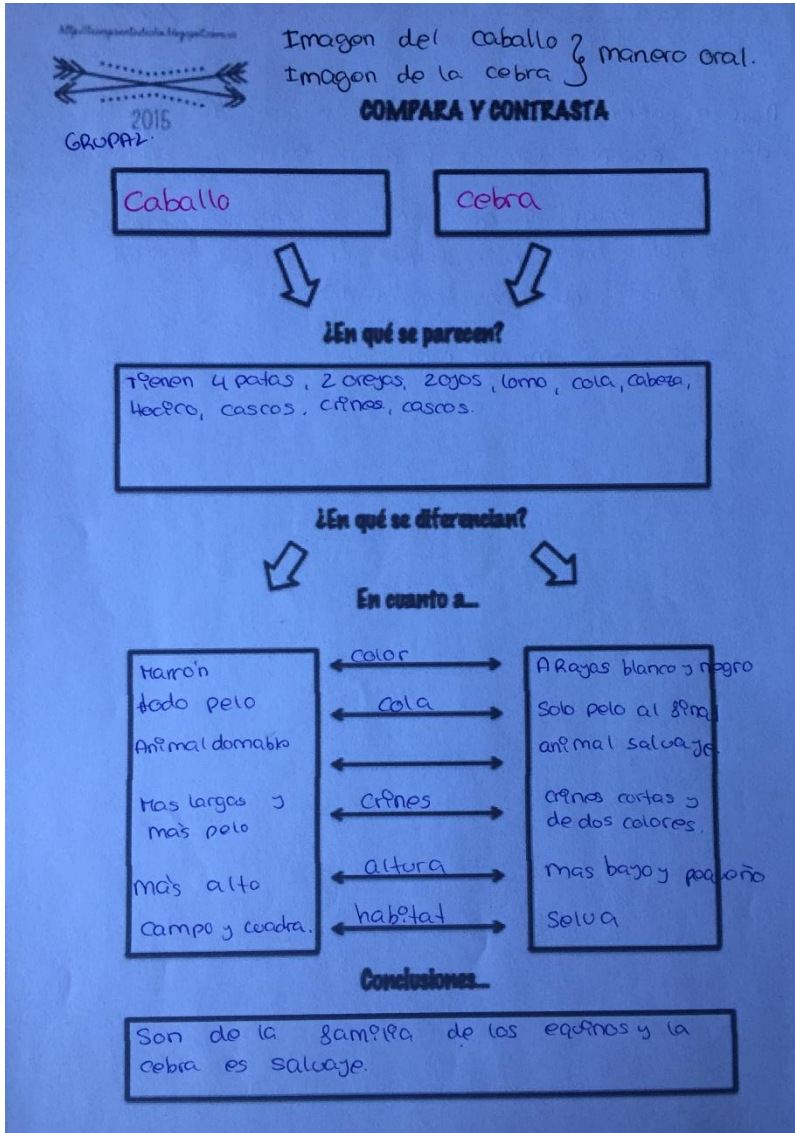 Imagen del caballo
Imagen de la cebra } manera oral.
2015
COMPARA Y CONTRASTA
GRUPAL.
Caballo
Cebra
¿En qué se parecen?
Tienen 4 patas, 2 orejas, 2 ojos, lomo, cola, cabeza,
Hocico, cascos, crines, cascos.
¿En qué se diferencian?
En cuanto a...
Marrón color A Rayas blanco y negro
todo pelo cola Solo pelo al final
Animal domable animal salvaje.
Mas largas y crines crines cortas y
más pelo de dos colores.
más alto altura mas bajo y pequeño
Campo y cuadra. habitat Selva
Conclusiones...
Son de la familia de los equinos y la
cebra es salvaje.